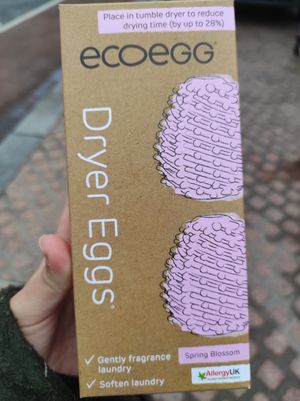 Place in tumble dryer to reduce
drying time (by up to 28%)
ecoegg®
Dryer Eggs®
✓ Gently fragrance
laundry
✓ Soften laundry
Spring Blossom
AllergyUK